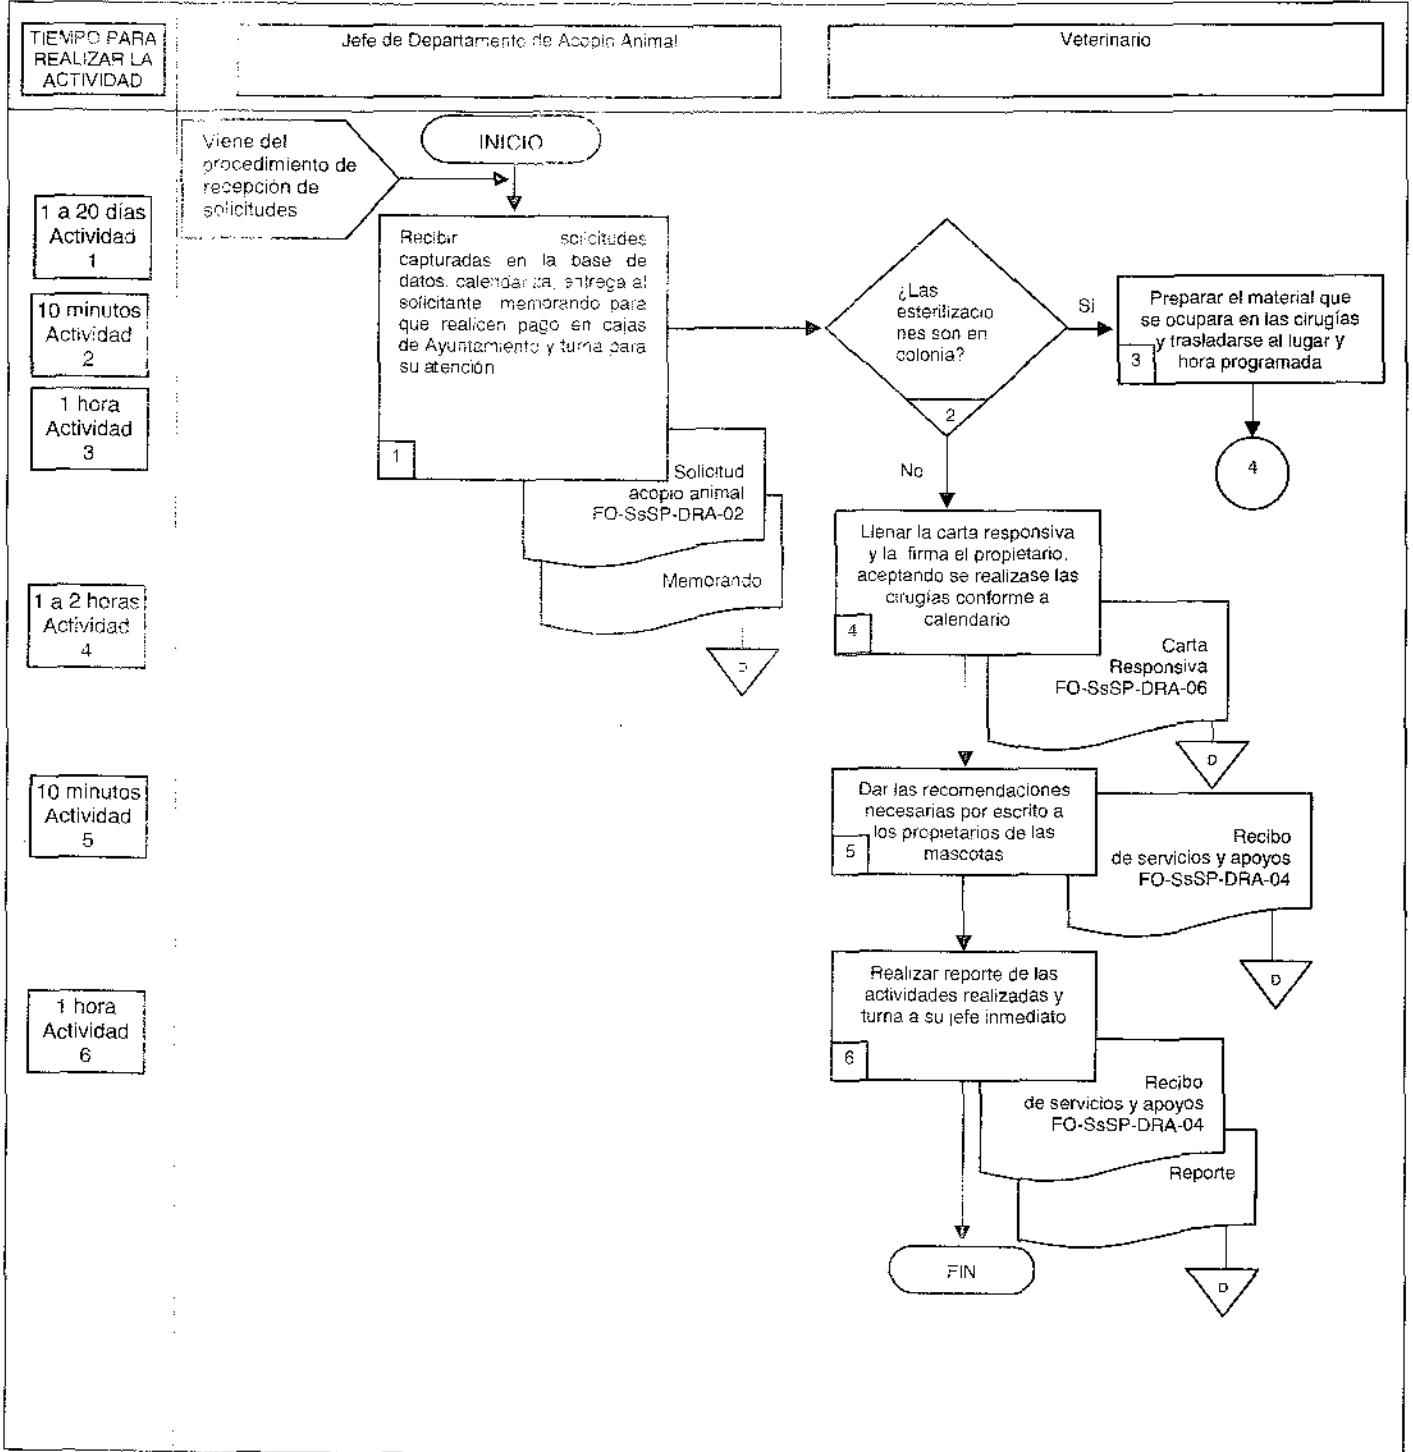 TIEMPO PARA
REALIZAR LA
ACTIVIDAD
Jefe de Departamento de Acopio Animal
Veterinario
Viene del
procedimiento de
recepción de
solicitudes
INICIO
1 a 20 días
Actividad
1
10 minutos
Actividad
2
1 hora
Actividad
3
1 a 2 horas
Actividad
4
10 minutos
Actividad
5
1 hora
Actividad
6
Recibir solicitudes
capturadas en la base de
datos, calendariza, entrega al
solicitante memorando para
que realicen pago en cajas
de Ayuntamiento y turna para
su atención
1
Solicitud
acopio animal
FO-SsSP-DRA-02
Memorando
D
¿Las
esterilizacio
nes son en
colonia?
2
Sí
No
Preparar el material que
se ocupara en las cirugías
y trasladarse al lugar y
hora programada
3
4
Llenar la carta responsiva
y la firma el propietario,
aceptando se realizase las
cirugías conforme a
calendario
4
Carta
Responsiva
FO-SsSP-DRA-06
D
Dar las recomendaciones
necesarias por escrito a
los propietarios de las
mascotas
5
Recibo
de servicios y apoyos
FO-SsSP-DRA-04
D
Realizar reporte de las
actividades realizadas y
turna a su jefe inmediato
6
Recibo
de servicios y apoyos
FO-SsSP-DRA-04
Reporte
D
FIN